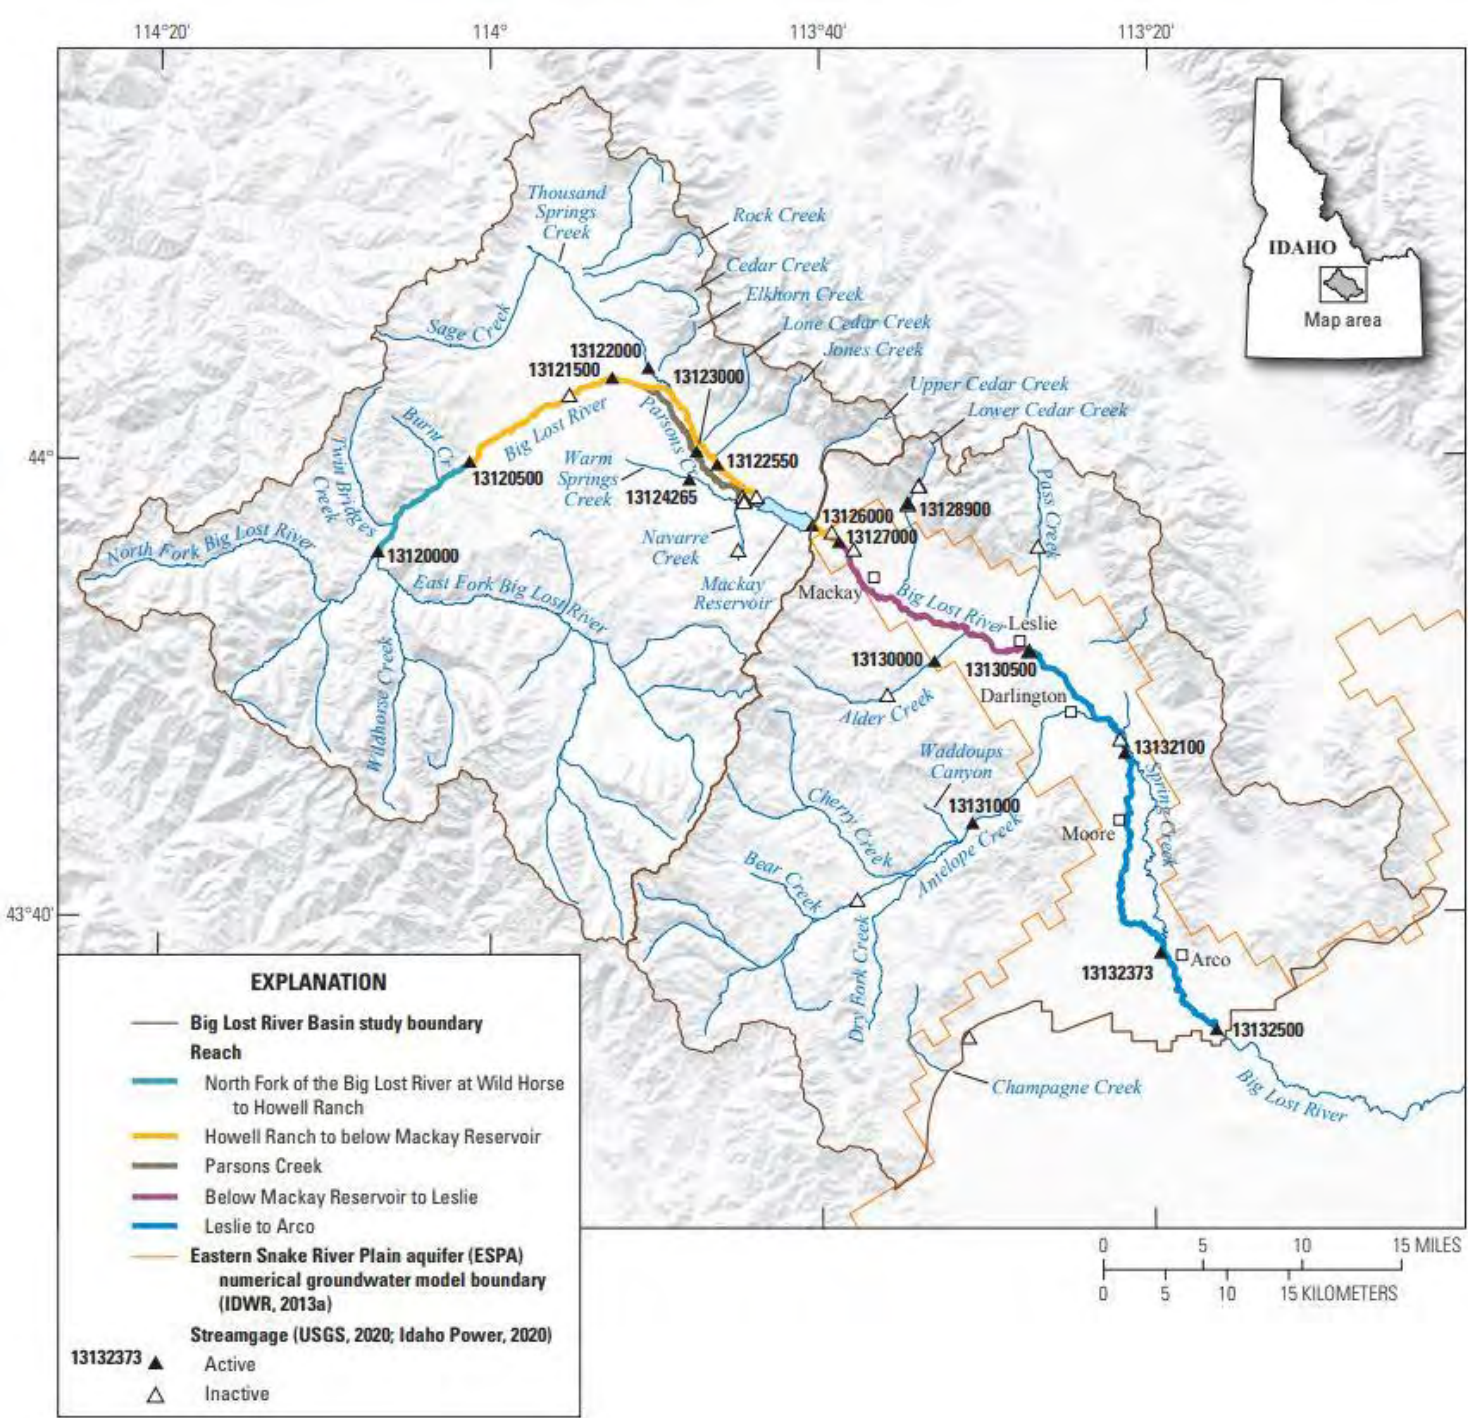 114°20'
114°
113°40'
113°20'
44°
43°40'
IDAHO
Map area
Thousand
Springs
Creek
Rock Creek
Cedar Creek
Elkhorn Creek
Lone Cedar Creek
Jones Creek
Upper Cedar Creek
Lower Cedar Creek
Sage Creek
13122000
13121500
13123000
Burnt Cr
Big Lost River
Parsons Cr
Twin Bridges
Creek
Warm
Springs
Creek
13120500
13122550
13124265
Pass Creek
13126000
13128900
13127000
North Fork Big Lost River
13120000
Navarre
Creek
East Fork Big Lost River
Mackay
Reservoir
Mackay
Big Lost River
Leslie
13130000
13130500
Wildhorse Creek
Darlington
Alder Creek
Waddoups
Canyon
13132100
Cherry Creek
13131000
Spring Creek
Moore
Antelope Creek
Bear Creek
Dry Fork Creek
Arco
13132373
13132500
Champagne Creek
Big Lost River
EXPLANATION
Big Lost River Basin study boundary
Reach
North Fork of the Big Lost River at Wild Horse
to Howell Ranch
Howell Ranch to below Mackay Reservoir
Parsons Creek
Below Mackay Reservoir to Leslie
Leslie to Arco
Eastern Snake River Plain aquifer (ESPA)
numerical groundwater model boundary
(IDWR, 2013a)
Streamgage (USGS, 2020; Idaho Power, 2020)
13132373 Active
Inactive
0 5 10 15 MILES
0 5 10 15 KILOMETERS